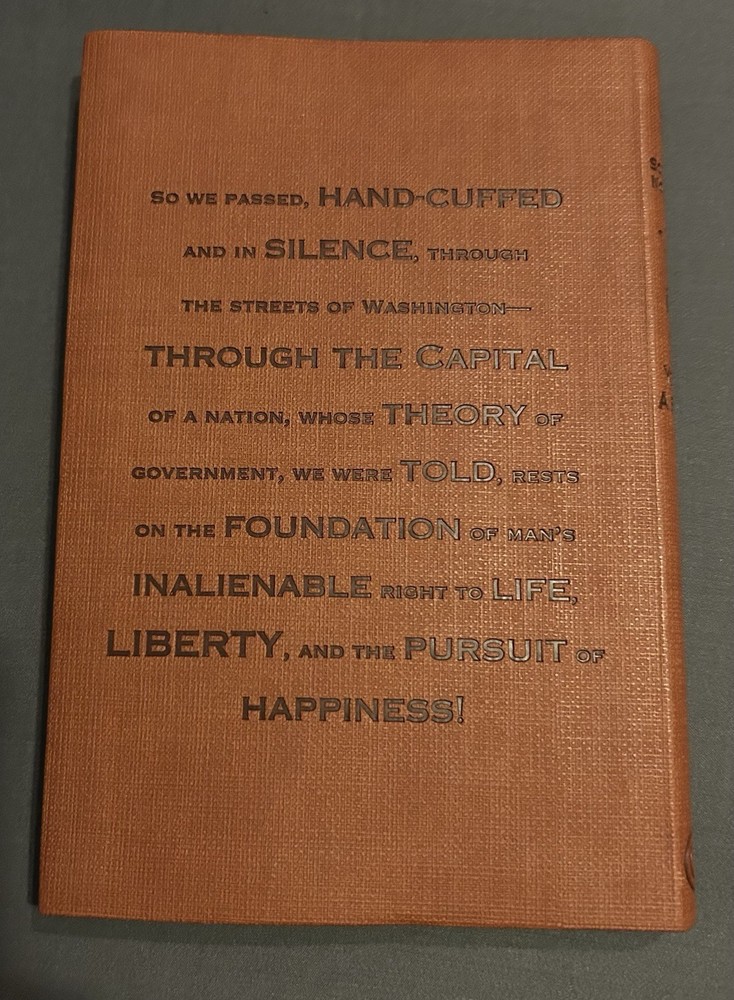 So we passed, HAND-CUFFED
and in SILENCE, through
the streets of Washington—
THROUGH THE CAPITAL
of a nation, whose THEORY of
government, we were TOLD, rests
on the FOUNDATION of man's
INALIENABLE right to LIFE,
LIBERTY, and the PURSUIT of
HAPPINESS!